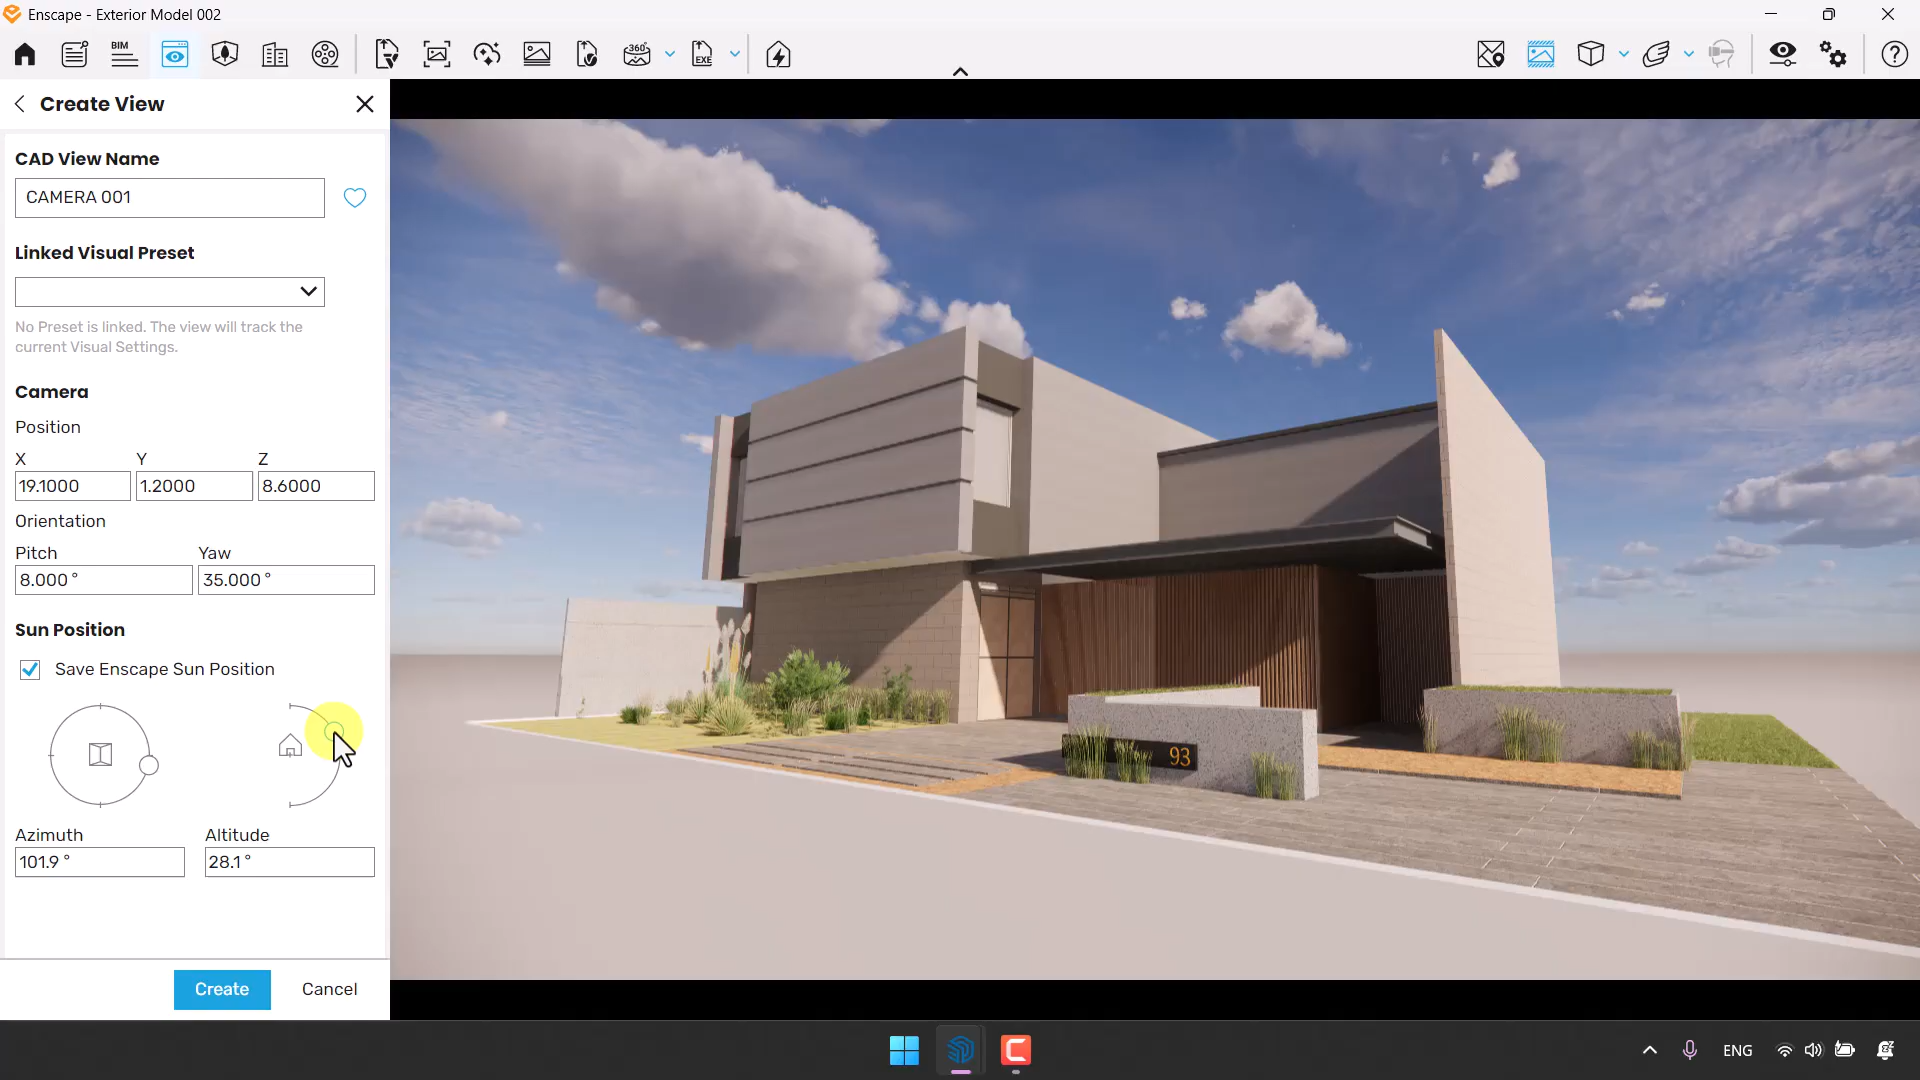 Enscape - Exterior Model 002
BIM
360°
EXE
Create View
CAD View Name
CAMERA 001
Linked Visual Preset
No Preset is linked. The view will track the
current Visual Settings.
Camera
Position
X Y Z
19.1000 1.2000 8.6000
Orientation
Pitch Yaw
8.000 ° 35.000 °
Sun Position
Save Enscape Sun Position
Azimuth Altitude
101.9 ° 28.1 °
Create Cancel
93
ENG